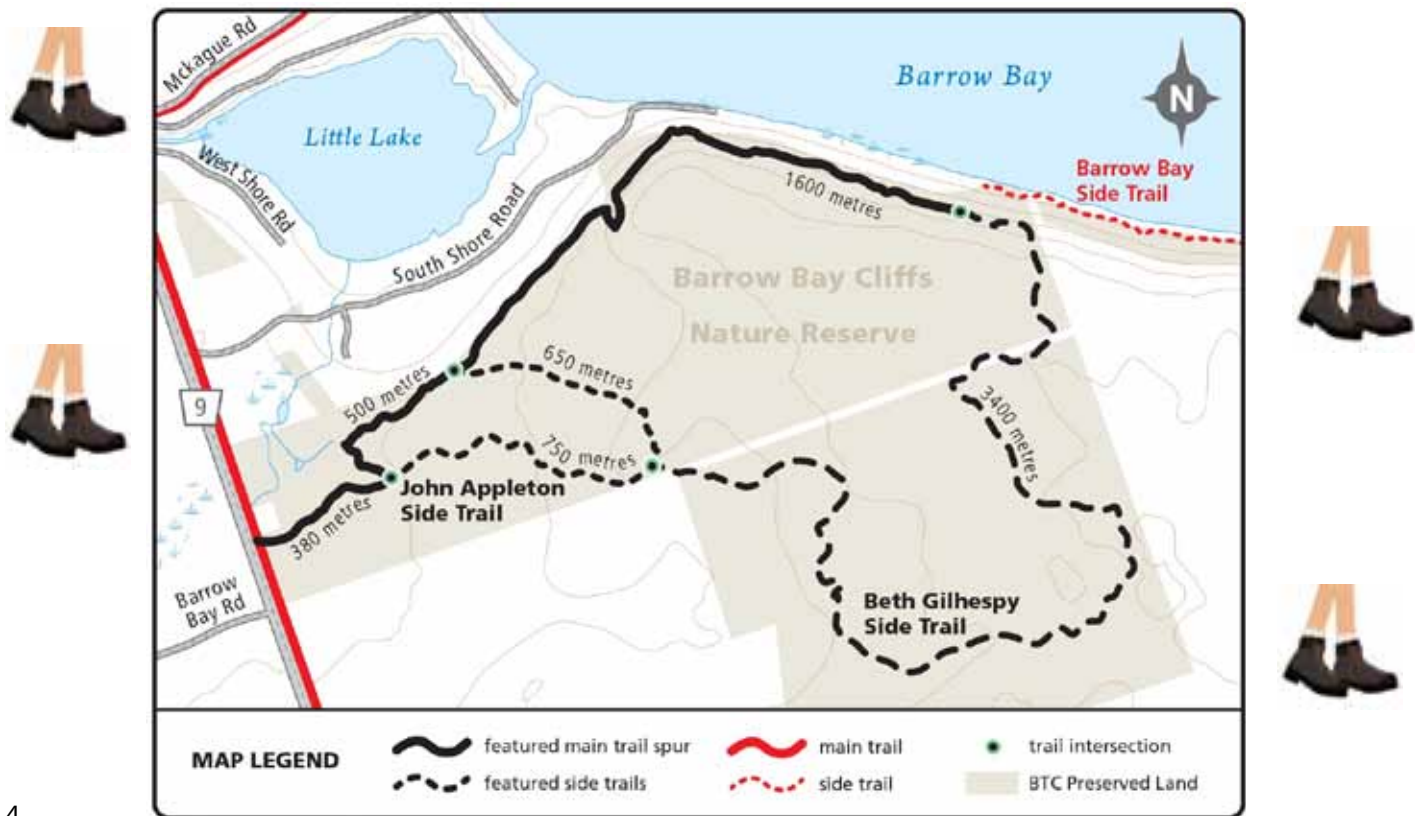 Mckague Rd
Barrow Bay
N
Little Lake
West Shore Rd
South Shore Road
Barrow Bay
Side Trail
1600 metres
Barrow Bay Cliffs
Nature Reserve
650 metres
500 metres
9
750 metres
3400 metres
John Appleton
Side Trail
380 metres
Barrow
Bay Rd
Beth Gilhespy
Side Trail
MAP LEGEND
featured main trail spur
main trail
trail intersection
featured side trails
side trail
BTC Preserved Land
4